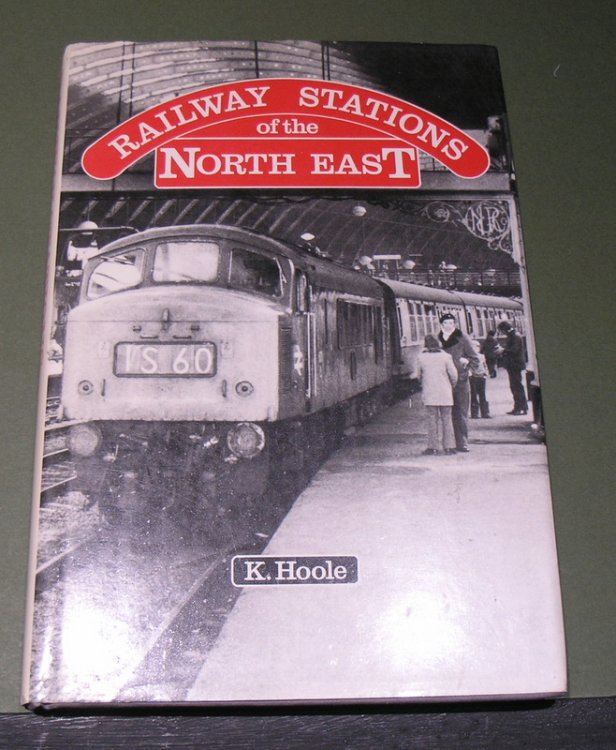 RAILWAY STATIONS
of the
NORTH EAST
1S 60
K. Hoole